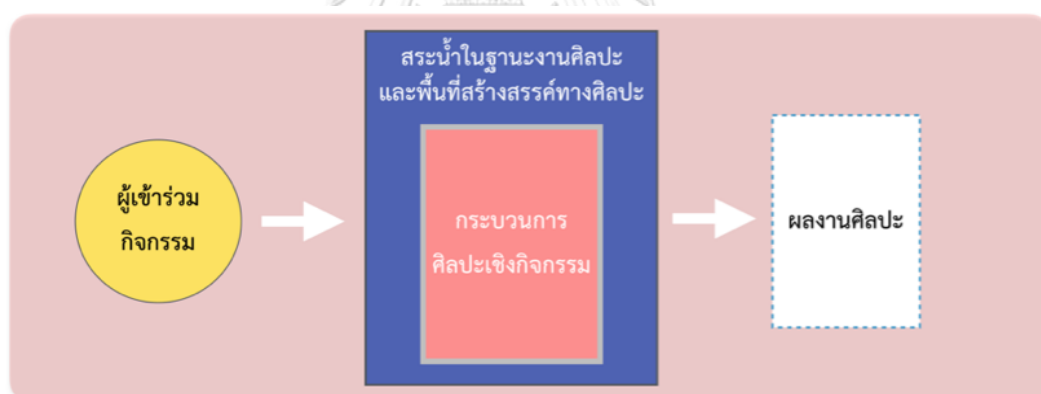 สระน้ำในฐานะงานศิลปะ
และพื้นที่สร้างสรรค์ทางศิลปะ
ผู้เข้าร่วม
กิจกรรม
กระบวนการ
ศิลปะเชิงกิจกรรม
ผลงานศิลปะ